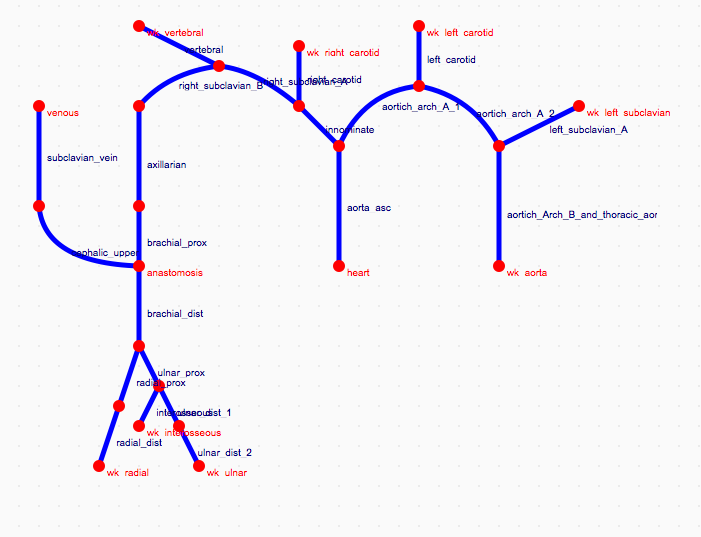 wk_vertebral
wk_left_carotid
vertebral
wk_right_carotid
left_carotid
right_subclavian_B
right_subclavian_A
right_carotid
venous
aortich_arch_A_1
aortich_arch_A_2
wk_left_subclavian
innominate
left_subclavian_A
subclavian_vein
axillarian
aorta_asc
aortich_Arch_B_and_thoracic_aor
brachial_prox
cephalic_upper
anastomosis
heart
wk_aorta
brachial_dist
ulnar_prox
radial_prox
interosseous
ulnar_dist_1
wk_interosseous
radial_dist
ulnar_dist_2
wk_radial
wk_ulnar